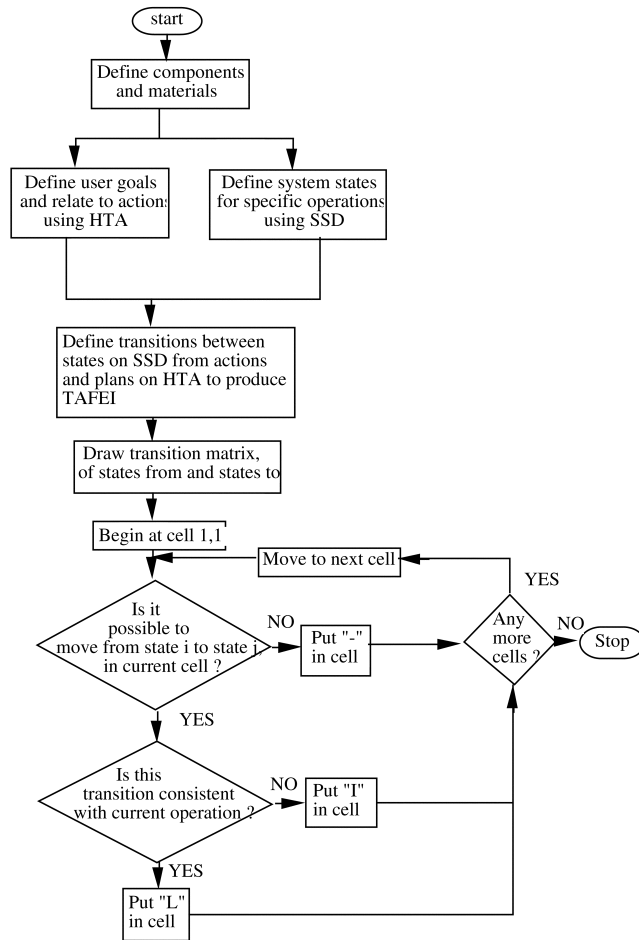 start
Define components
and materials
Define user goals
and relate to actions
using HTA
Define system states
for specific operations
using SSD
Define transitions between
states on SSD from actions
and plans on HTA to produce
TAFEI
Draw transition matrix,
of states from and states to
Begin at cell 1,1
Move to next cell
YES
Is it
possible to
move from state i to state j,
in current cell ?
NO
Put "-"
in cell
Any
more
cells ?
NO
Stop
YES
Is this
transition consistent
with current operation ?
NO
Put "I"
in cell
YES
Put "L"
in cell